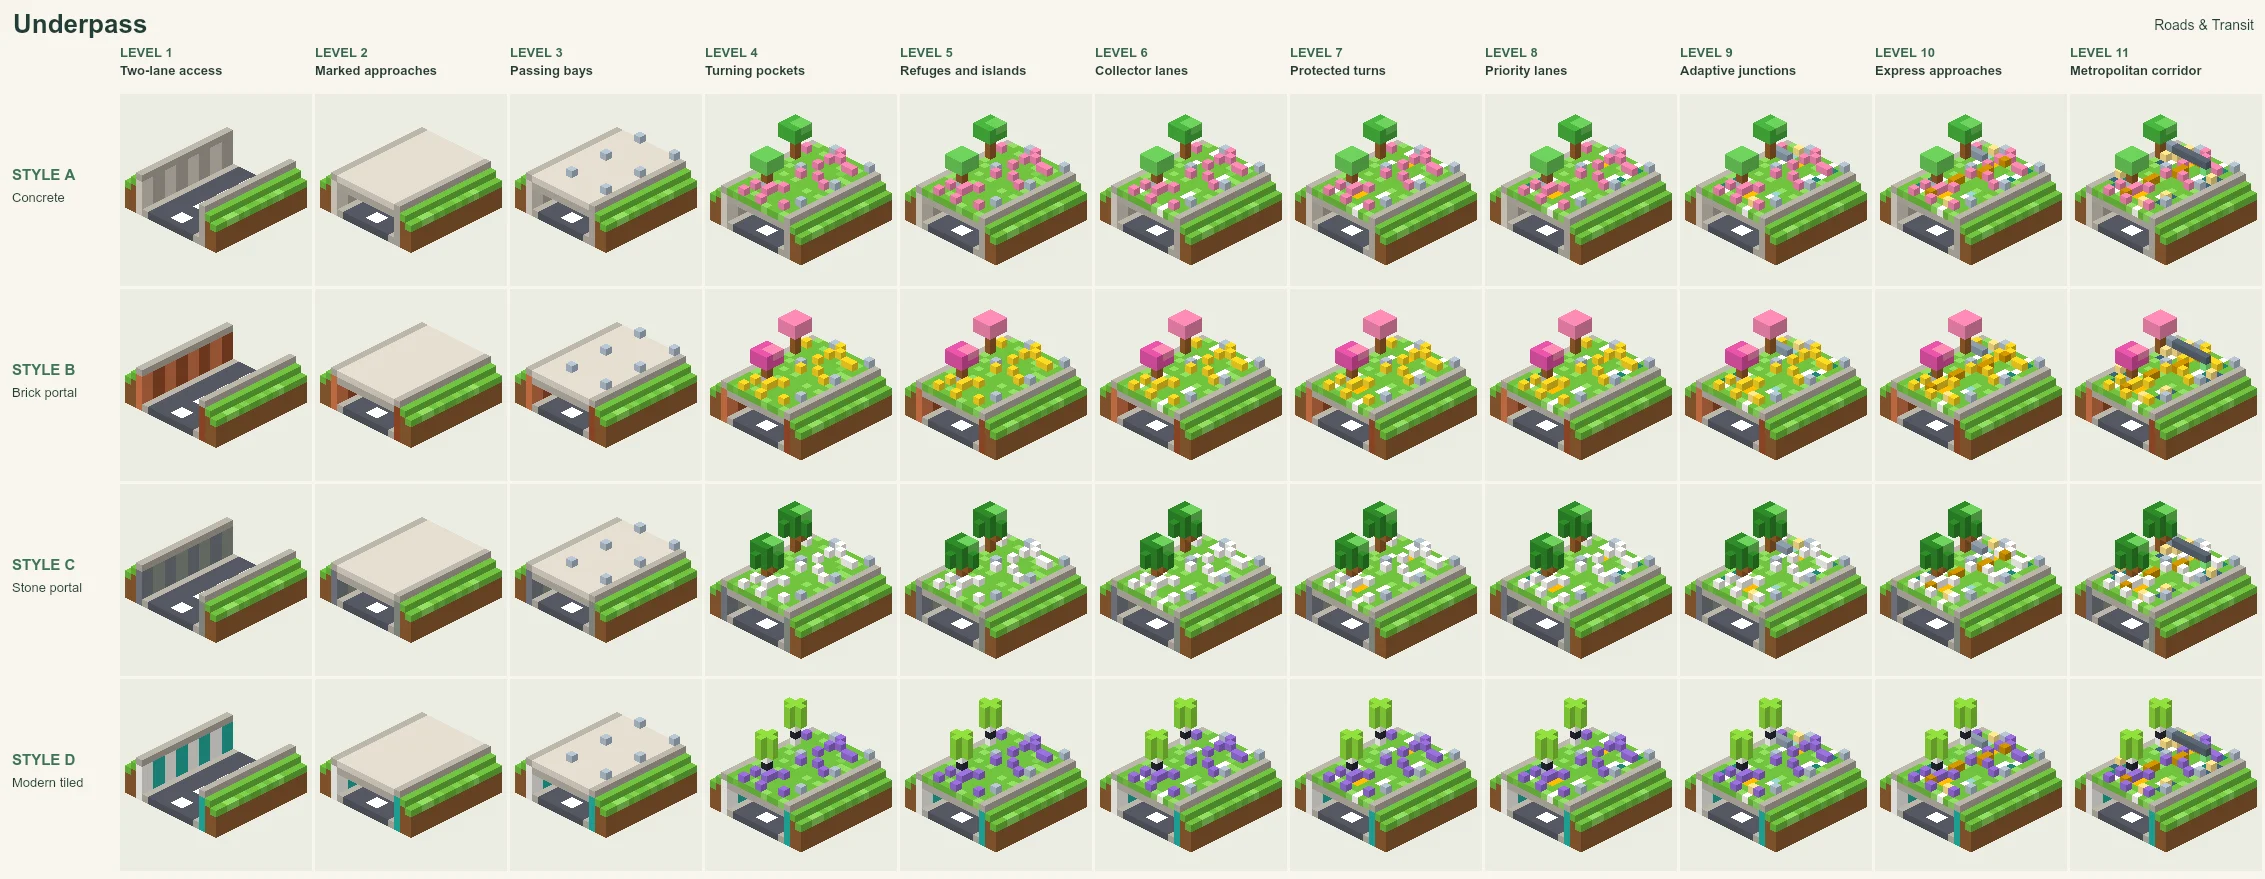 Underpass
Roads & Transit
LEVEL 1
Two-lane access
LEVEL 2
Marked approaches
LEVEL 3
Passing bays
LEVEL 4
Turning pockets
LEVEL 5
Refuges and islands
LEVEL 6
Collector lanes
LEVEL 7
Protected turns
LEVEL 8
Priority lanes
LEVEL 9
Adaptive junctions
LEVEL 10
Express approaches
LEVEL 11
Metropolitan corridor
STYLE A
Concrete
STYLE B
Brick portal
STYLE C
Stone portal
STYLE D
Modern tiled